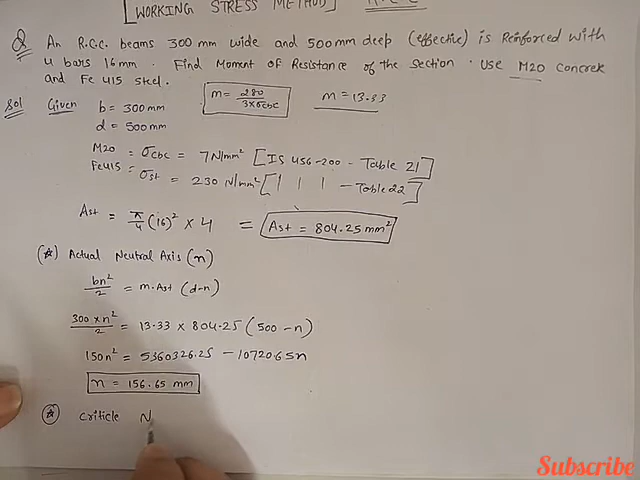 [WORKING STRESS METHOD]
Q An R.C.C. beams 300 mm wide and 500 mm deep (effective) is Reinforced with
4 bars 16 mm. Find Moment of Resistance of the Section. Use M20 Concrek
and Fe 415 Steel.
m = 280/3×σcbc m = 13.33
Sol Given b = 300 mm
d = 500 mm
M20 = σcbc = 7 N/mm² [IS 456-200 - Table 21]
Fe415 = σst = 230 N/mm² [ | | | - Table 22]
Ast = π/4 (16)² × 4 = Ast = 804.25 mm²
(☆) Actual Neutral Axis (n)
bn²/2 = m.Ast (d-n)
300 × n²/2 = 13.33 × 804.25 (500 - n)
150n² = 5360326.25 - 10720.65n
n = 156.65 mm
(☆) Criticle N
Subscribe